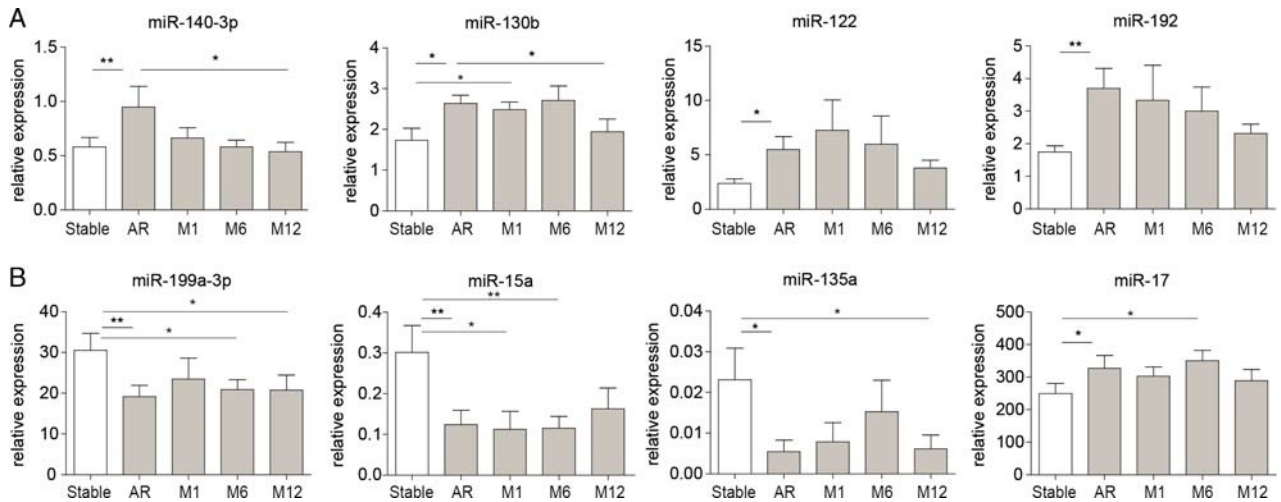 A
miR-140-3p
relative expression
1.5
1.0
0.5
0.0
**
*
Stable AR M1 M6 M12
miR-130b
relative expression
4
3
2
1
0
*
*
*
Stable AR M1 M6 M12
miR-122
relative expression
15
10
5
0
*
Stable AR M1 M6 M12
miR-192
relative expression
5
4
3
2
1
0
**
Stable AR M1 M6 M12
B
miR-199a-3p
relative expression
40
30
20
10
0
*
**
*
Stable AR M1 M6 M12
miR-15a
relative expression
0.4
0.3
0.2
0.1
0.0
**
**
*
Stable AR M1 M6 M12
miR-135a
relative expression
0.04
0.03
0.02
0.01
0.00
*
*
Stable AR M1 M6 M12
miR-17
relative expression
500
400
300
200
100
0
*
*
Stable AR M1 M6 M12